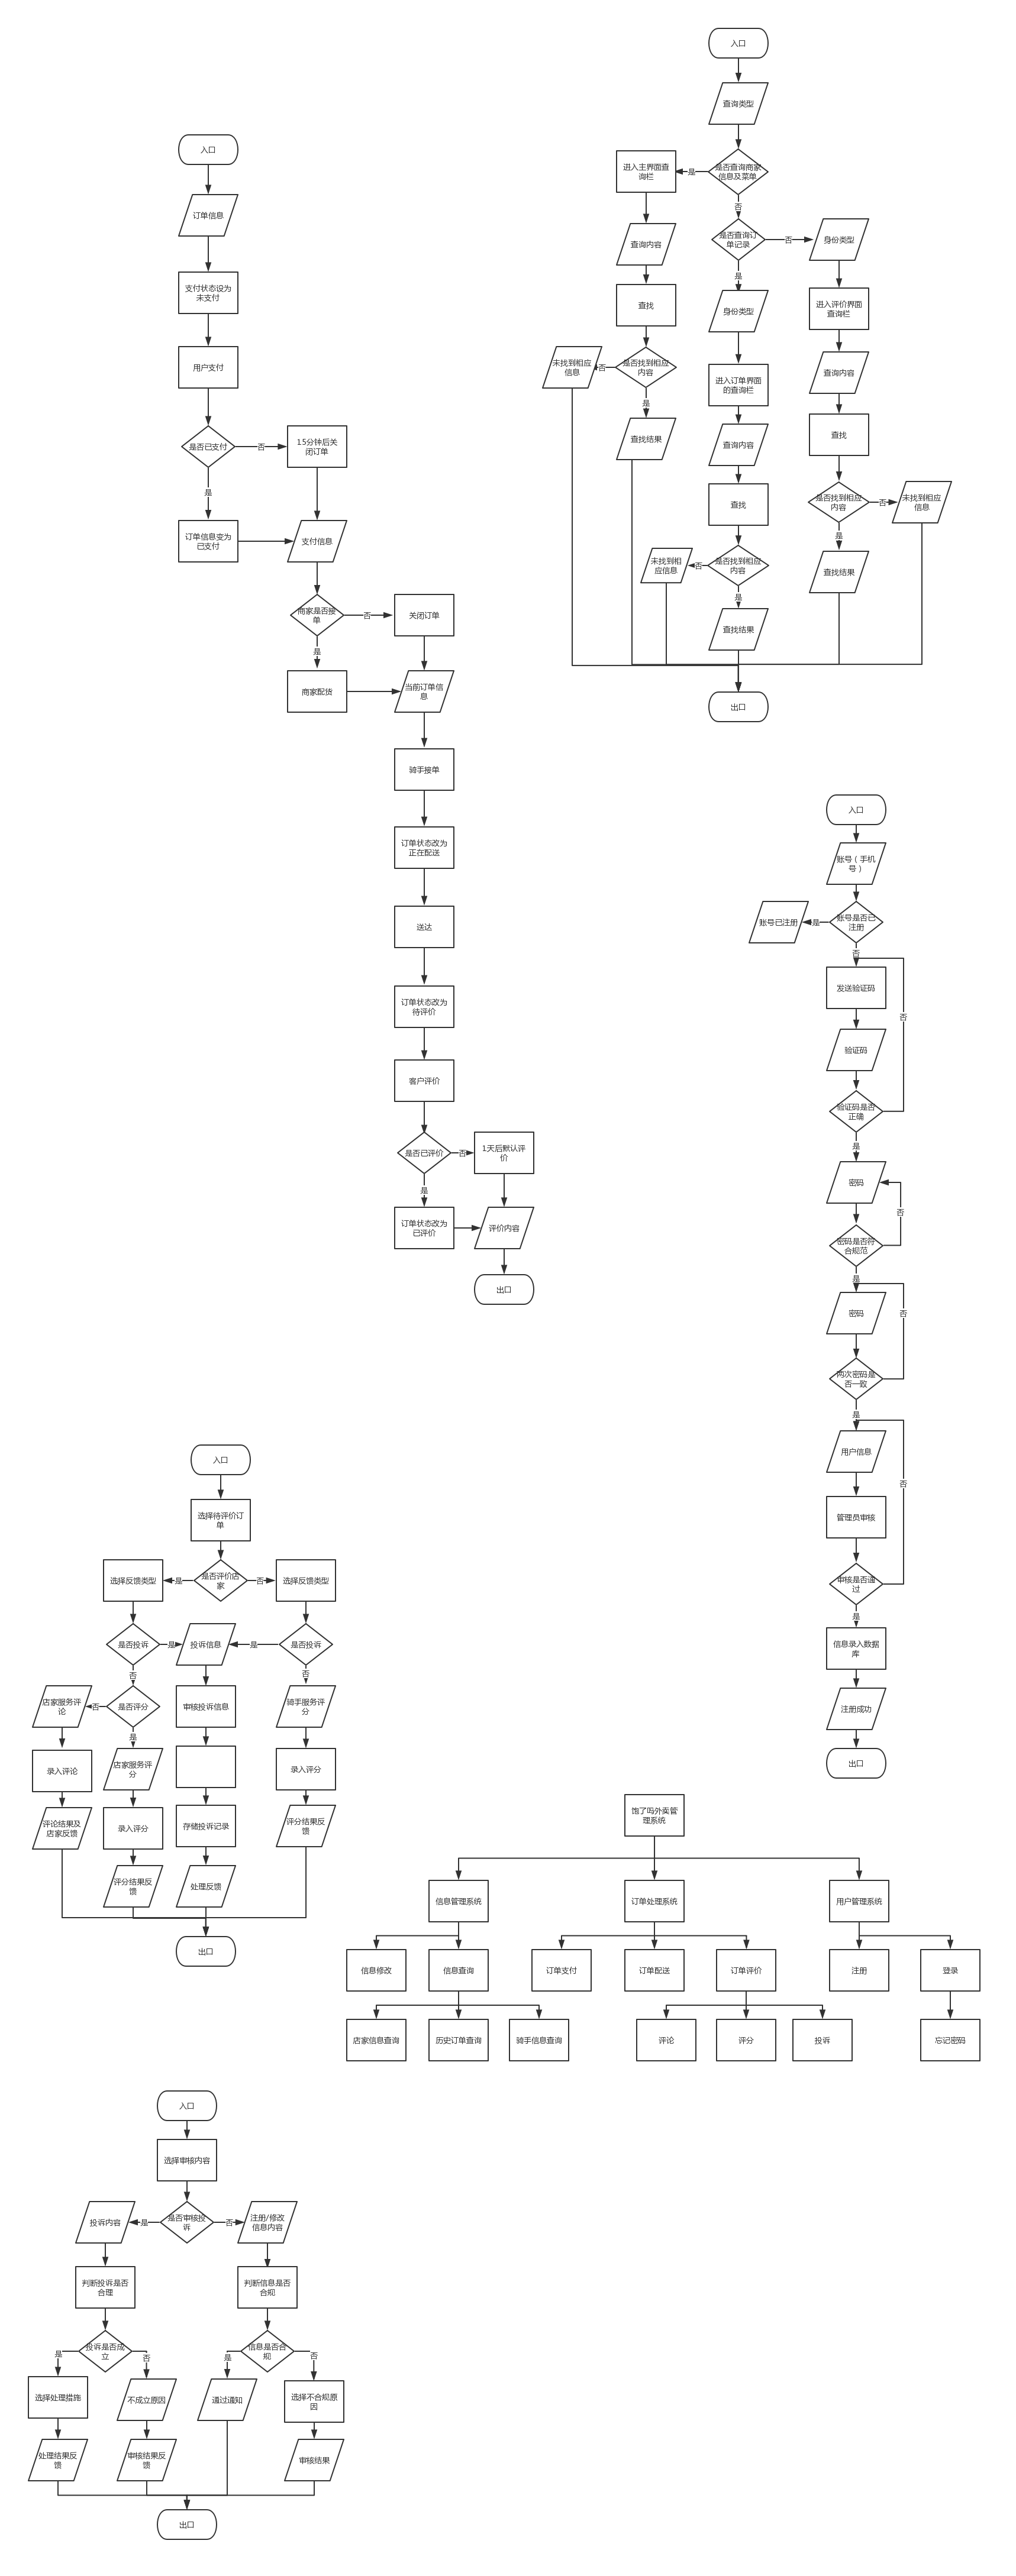 入口
订单信息
支付状态设为
未支付
用户支付
是否已支付
否
15分钟后关
闭订单
是
订单信息变为
已支付
支付信息
商家是否接
单
否
关闭订单
是
商家配货
当前订单信
息
骑手接单
订单状态改为
正在配送
送达
订单状态改为
待评价
客户评价
是否已评价
否
1天后默认评
价
是
订单状态改为
已评价
评价内容
出口
入口
查询类型
是否查询商家
信息及菜单
是
进入主界面查
询栏
查询内容
查找
是否找到相应
内容
否
未找到相应
信息
是
查找结果
否
是否查询订
单记录
是
身份类型
进入订单界面
的查询栏
查询内容
查找
是否找到相应
内容
否
未找到相
应信息
是
查找结果
否
身份类型
进入评价界面
查询栏
查询内容
查找
是否找到相应
内容
否
未找到相应
信息
是
查找结果
出口
入口
账号（手机
号）
账号是否已
注册
是
账号已注册
否
发送验证码
否
验证码
验证码是否
正确
是
密码
否
密码是否符
合规范
是
密码
否
两次密码是
否一致
是
用户信息
否
管理员审核
审核是否通
过
是
信息录入数据
库
注册成功
出口
入口
选择待评价订
单
是否评价店
家
是
选择反馈类型
否
选择反馈类型
是否投诉
是
投诉信息
是
是否投诉
否
是否评分
否
店家服务评
论
录入评论
评论结果及
店家反馈
是
店家服务评
分
录入评分
评分结果反
馈
审核投诉信息
存储投诉记录
处理反馈
否
骑手服务评
分
录入评分
评分结果反
馈
出口
饱了吗外卖管
理系统
信息管理系统
订单处理系统
用户管理系统
信息修改
信息查询
订单支付
订单配送
订单评价
注册
登录
店家信息查询
历史订单查询
骑手信息查询
评论
评分
投诉
忘记密码
入口
选择审核内容
是否审核投
诉
是
投诉内容
否
注册/修改
信息内容
判断投诉是否
合理
判断信息是否
合规
投诉是否成
立
是
选择处理措施
处理结果反
馈
否
不成立原因
审核结果反
馈
信息是否合
规
是
通过通知
否
选择不合规原
因
审核结果
出口